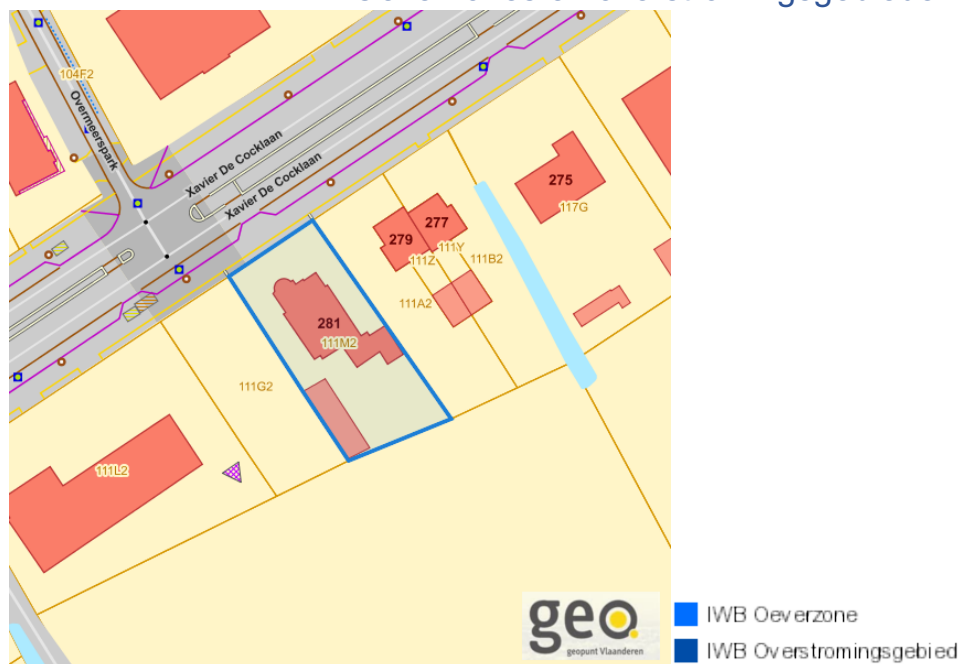 104F2
Overmeerspark
Xavier De Cocklaan
Xavier De Cocklaan
275
117G
277
279
111Y
111Z
111B2
111A2
281
111M2
111G2
111L2
geo.
geopunt Vlaanderen
IWB Oeverzone
IWB Overstromingsgebied